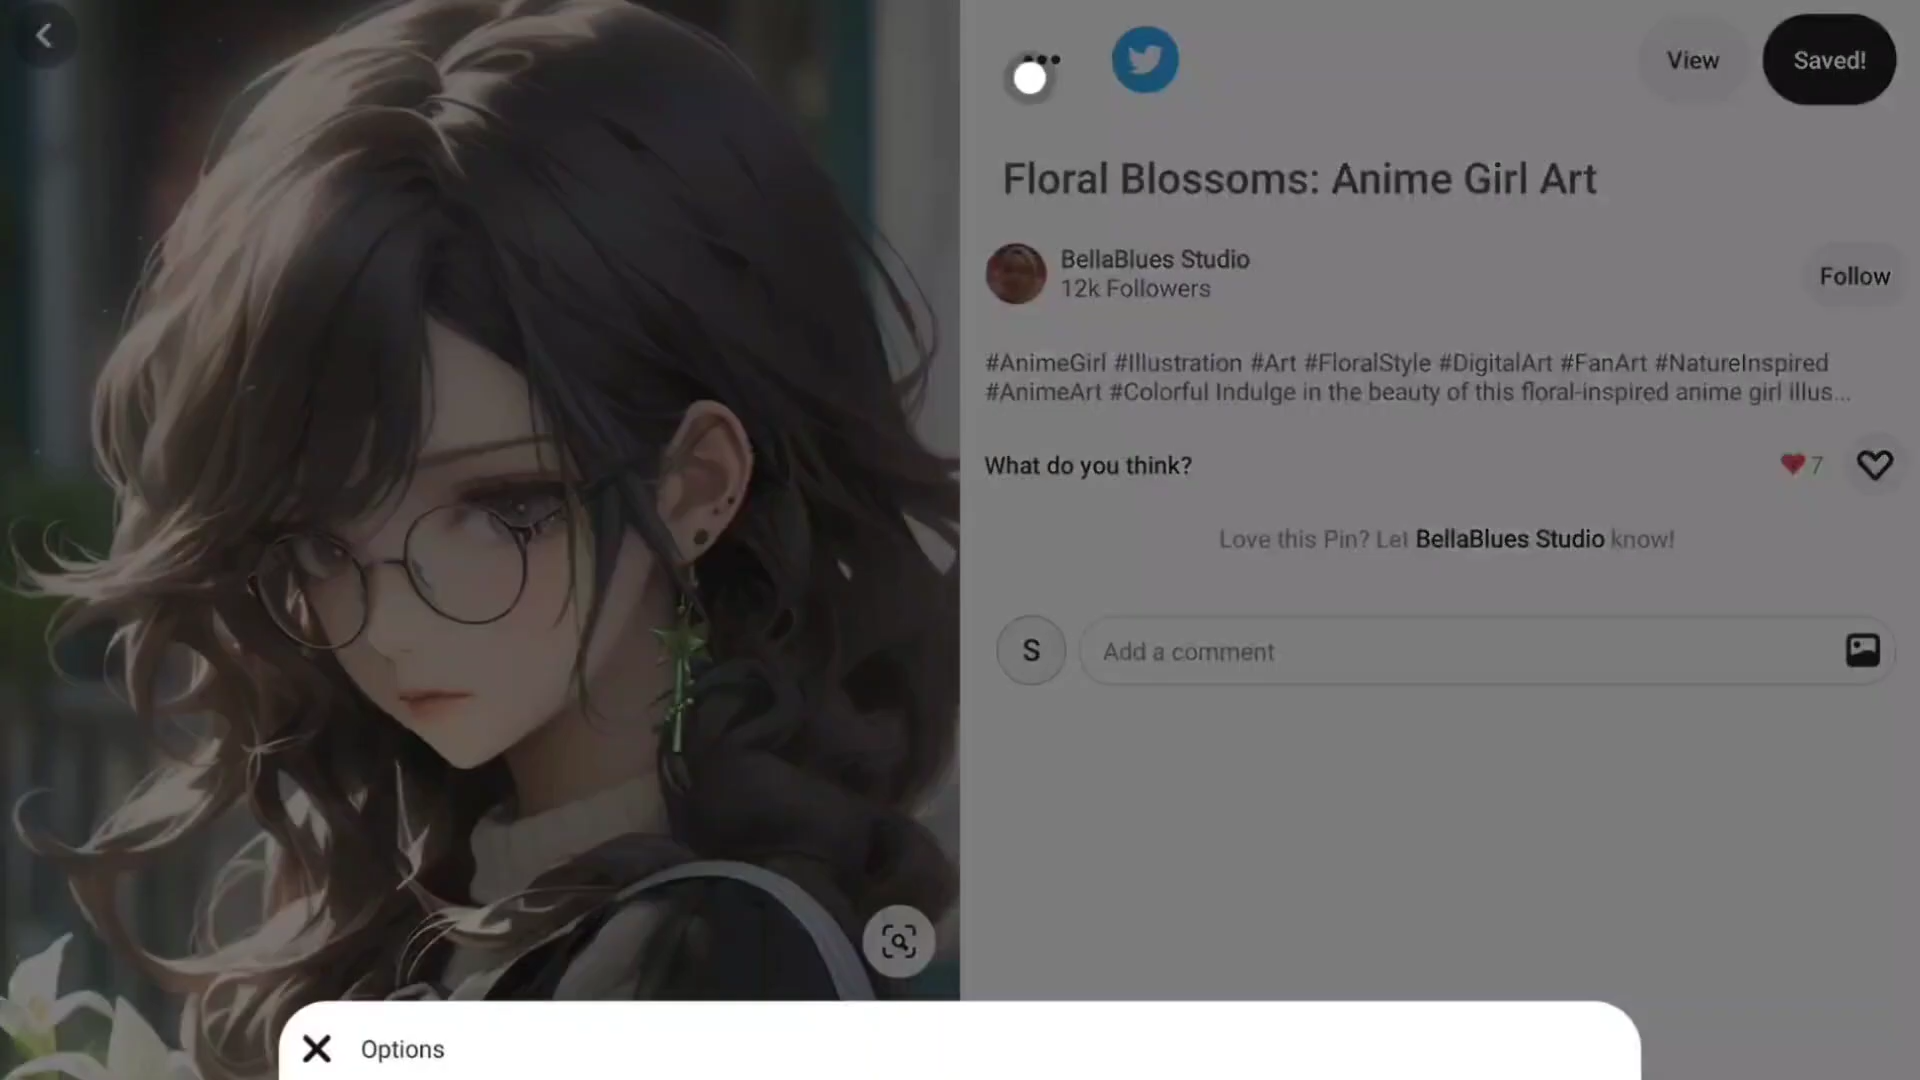 View
Saved!
Floral Blossoms: Anime Girl Art
BellaBlues Studio
12k Followers
Follow
#AnimeGirl #Illustration #Art #FloralStyle #DigitalArt #FanArt #NatureInspired
#AnimeArt #Colorful Indulge in the beauty of this floral-inspired anime girl illus...
What do you think?
7
Love this Pin? Let BellaBlues Studio know!
S
Add a comment
Options